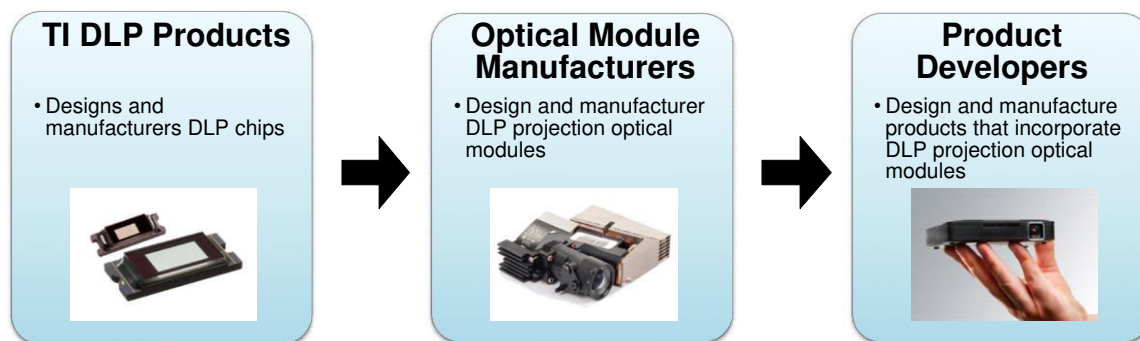 TI DLP Products
• Designs and
manufacturers DLP chips
Optical Module
Manufacturers
• Design and manufacturer
DLP projection optical
modules
Product
Developers
• Design and manufacture
products that incorporate
DLP projection optical
modules